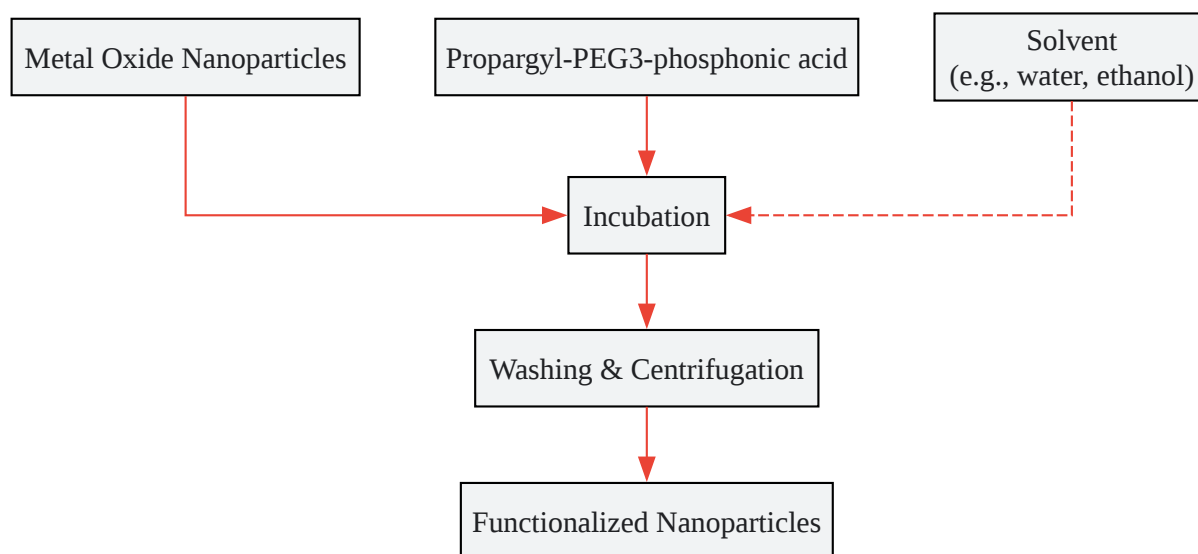 Metal Oxide Nanoparticles
Propargyl-PEG3-phosphonic acid
Solvent
(e.g., water, ethanol)
Incubation
Washing & Centrifugation
Functionalized Nanoparticles